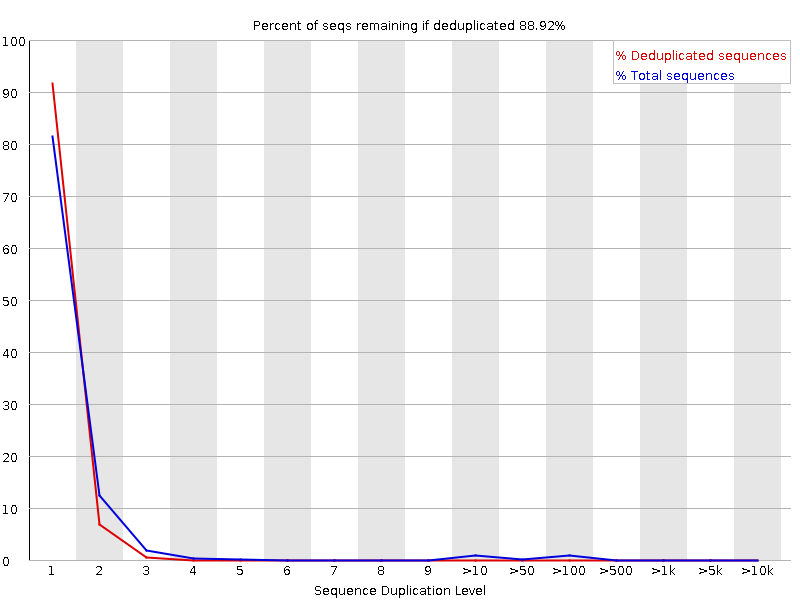 Percent of seqs remaining if deduplicated 88.92%
% Deduplicated sequences
% Total sequences
100
90
80
70
60
50
40
30
20
10
0
1 2 3 4 5 6 7 8 9 >10 >50 >100 >500 >1k >5k >10k
Sequence Duplication Level